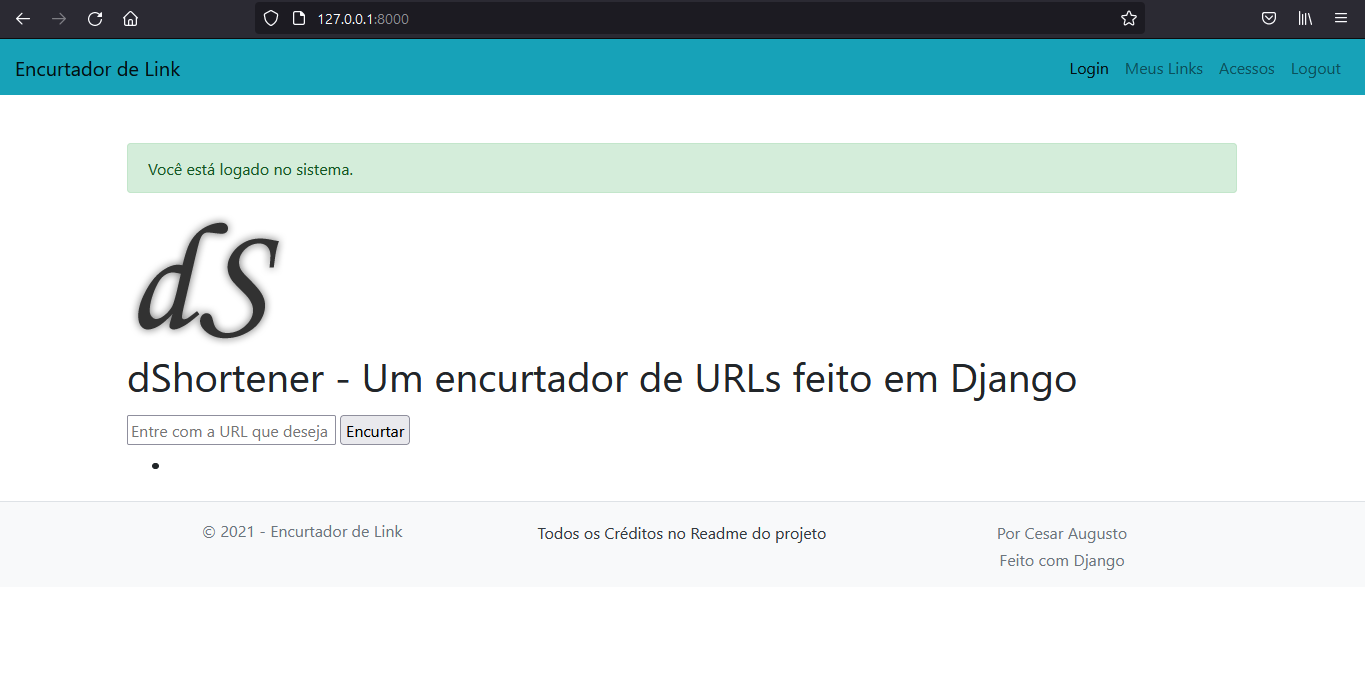 127.0.0.1:8000
Encurtador de Link
Login Meus Links Acessos Logout
Você está logado no sistema.
dS
dShortener - Um encurtador de URLs feito em Django
Entre com a URL que deseja
Encurtar
© 2021 - Encurtador de Link
Todos os Créditos no Readme do projeto
Por Cesar Augusto
Feito com Django